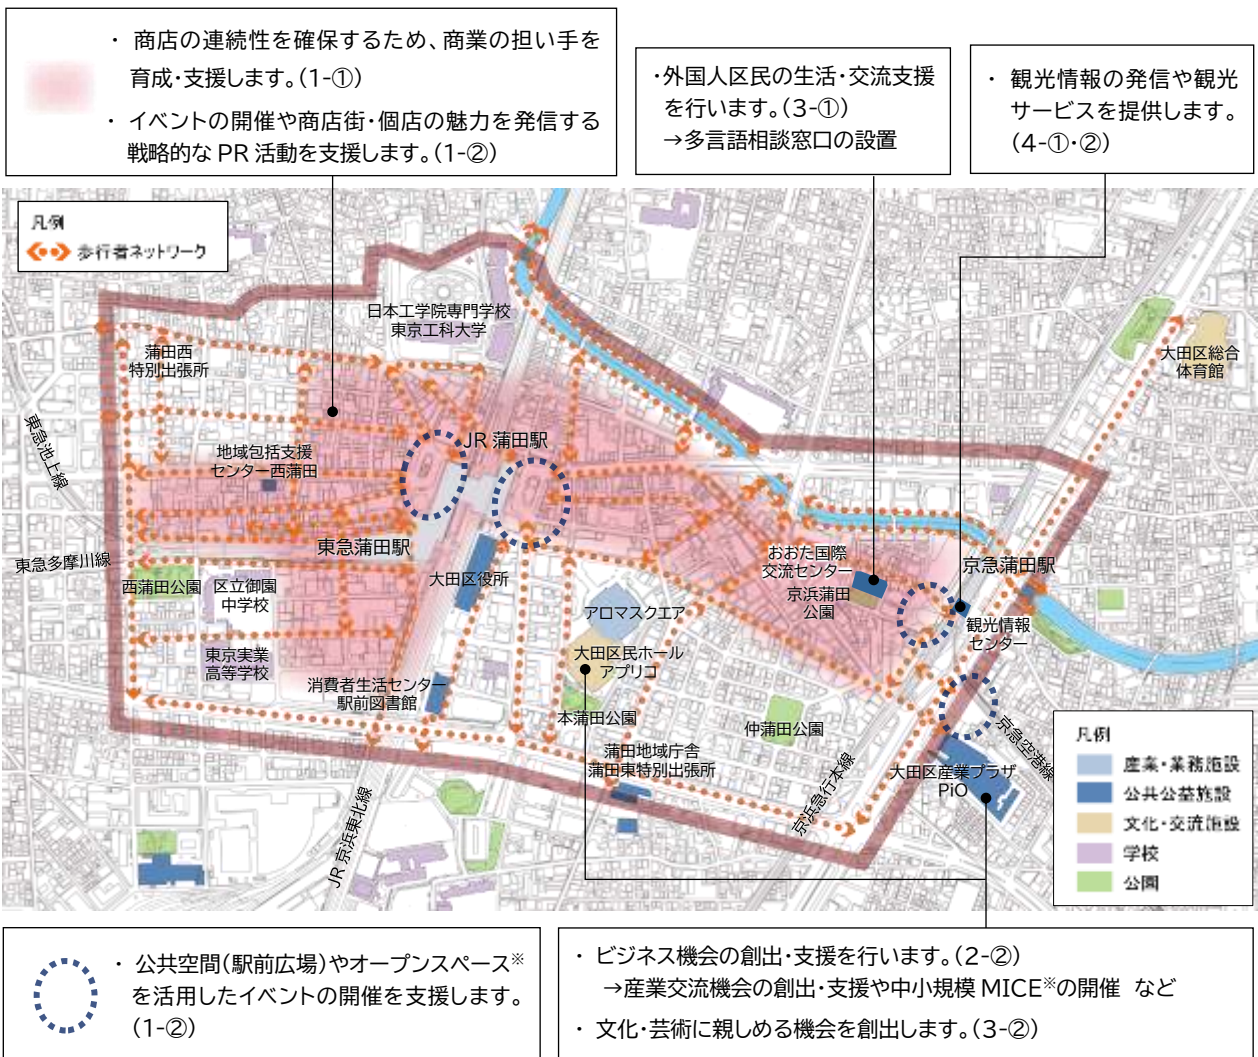 ・ 商店の連続性を確保するため、商業の担い手を
育成・支援します。(1-①)
・ イベントの開催や商店街・個店の魅力を発信する
戦略的な PR 活動を支援します。(1-②)
・外国人区民の生活・交流支援
を行います。(3-①)
→多言語相談窓口の設置
・ 観光情報の発信や観光
サービスを提供します。
(4-①・②)
凡例
歩行者ネットワーク
日本工学院専門学校
東京工科大学
蒲田西
特別出張所
大田区総合
体育館
東急池上線
地域包括支援
センター西蒲田
JR 蒲田駅
東急蒲田駅
東急多摩川線
西蒲田公園
区立御園
中学校
大田区役所
おおた国際
交流センター
京浜蒲田
公園
京急蒲田駅
観光情報
センター
アロマスクエア
東京実業
高等学校
大田区民ホール
アプリコ
消費者生活センター
駅前図書館
本蒲田公園
仲蒲田公園
蒲田地域庁舎
蒲田東特別出張所
京急空港線
大田区産業プラザ
PiO
京浜急行本線
JR 京浜東北線
凡例
産業・業務施設
公共公益施設
文化・交流施設
学校
公園
・ 公共空間(駅前広場)やオープンスペース※
を活用したイベントの開催を支援します。
(1-②)
・ ビジネス機会の創出・支援を行います。(2-②)
→産業交流機会の創出・支援や中小規模 MICE※の開催 など
・ 文化・芸術に親しめる機会を創出します。(3-②)